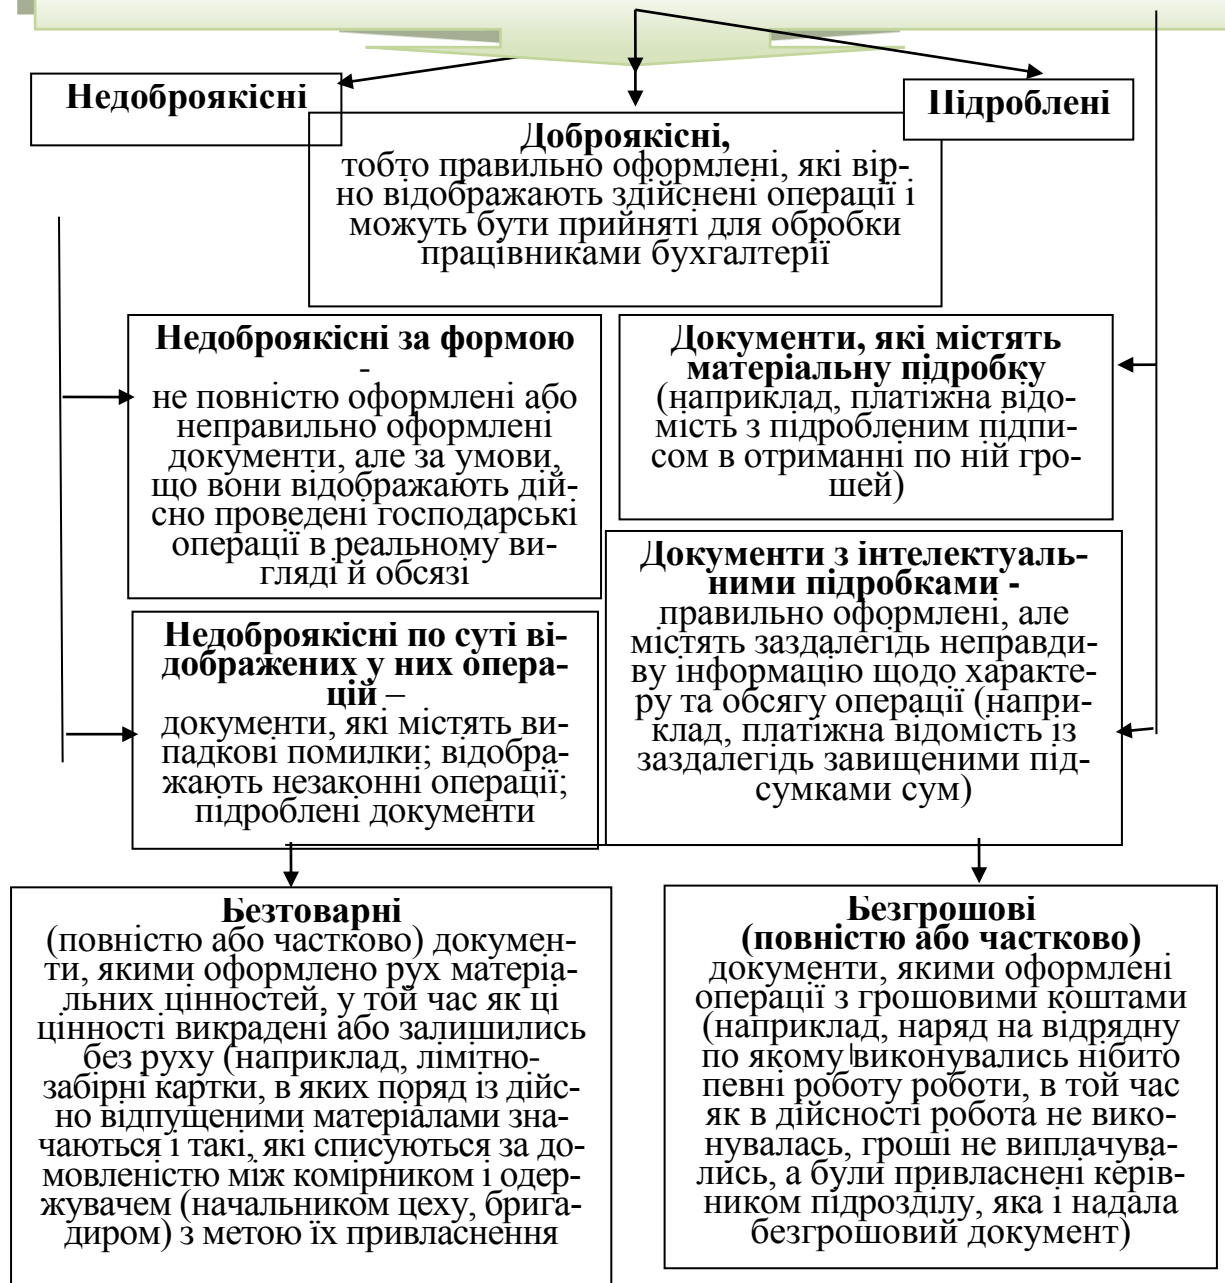 Недоброякісні
Підроблені
Доброякісні,
тобто правильно оформлені, які вір-
но відображають здійснені операції і
можуть бути прийняті для обробки
працівниками бухгалтерії
Недоброякісні за формою
-
не повністю оформлені або
неправильно оформлені
документи, але за умови,
що вони відображають дій-
сно проведені господарські
операції в реальному ви-
гляді й обсязі
Документи, які містять
матеріальну підробку
(наприклад, платіжна відо-
мість з підробленим підпи-
сом в отриманні по ній гро-
шей)
Недоброякісні по суті ві-
дображених у них опера-
цій –
документи, які містять ви-
падкові помилки; відобра-
жають незаконні операції;
підроблені документи
Документи з інтелектуаль-
ними підробками -
правильно оформлені, але
містять заздалегідь неправди-
ву інформацію щодо характе-
ру та обсягу операції (напри-
клад, платіжна відомість із
заздалегідь завищеними під-
сумками сум)
Безтоварні
(повністю або частково) докумен-
ти, якими оформлено рух матеріа-
льних цінностей, у той час як ці
цінності викрадені або залишились
без руху (наприклад, лімітно-
забірні картки, в яких поряд із дійс-
но відпущеними матеріалами зна-
чаються і такі, які списуються за до-
мовленістю між комірником і одер-
жувачем (начальником цеху, брига-
диром) з метою їх привласнення
Безгрошові
(повністю або частково)
документи, якими оформлені
операції з грошовими коштами
(наприклад, наряд на відрядну
по якому виконувались нібито
певні роботу роботи, в той час
як в дійсності робота не вико-
нувалась, гроші не виплачува-
лись, а були привласнені керів-
ником підрозділу, яка і надала
безгрошовий документ)